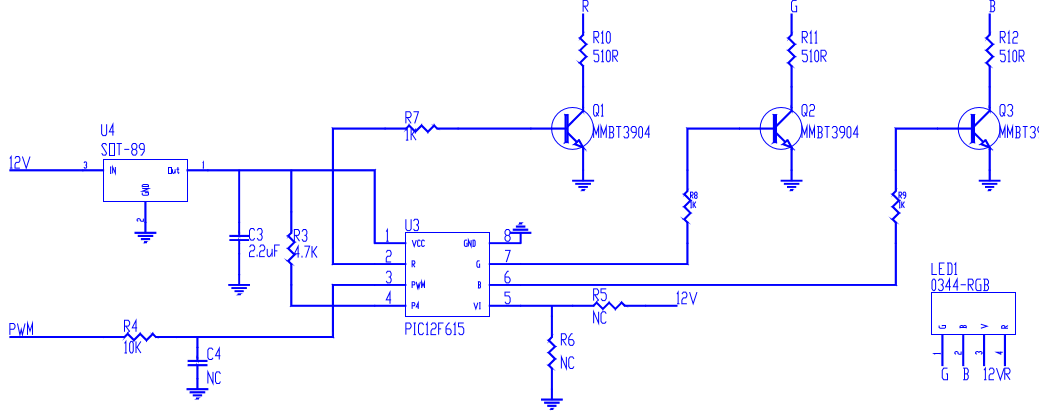 R
G
B
R10
510R
R11
510R
R12
510R
Q1
MMBT3904
Q2
MMBT3904
Q3
MMBT39
R7
1K
U4
SOT-89
12V
3
IN
Out
1
GND
2
R8
1K
R9
1K
C3
2.2uF
R3
4.7K
U3
1
VCC
GND
8
2
R
G
7
3
PWM
B
6
4
P4
VI
5
PIC12F615
R5
NC
12V
R6
NC
PWM
R4
10K
C4
NC
LED1
0344-RGB
G
B
V
R
1
2
3
4
G
B
12V
R